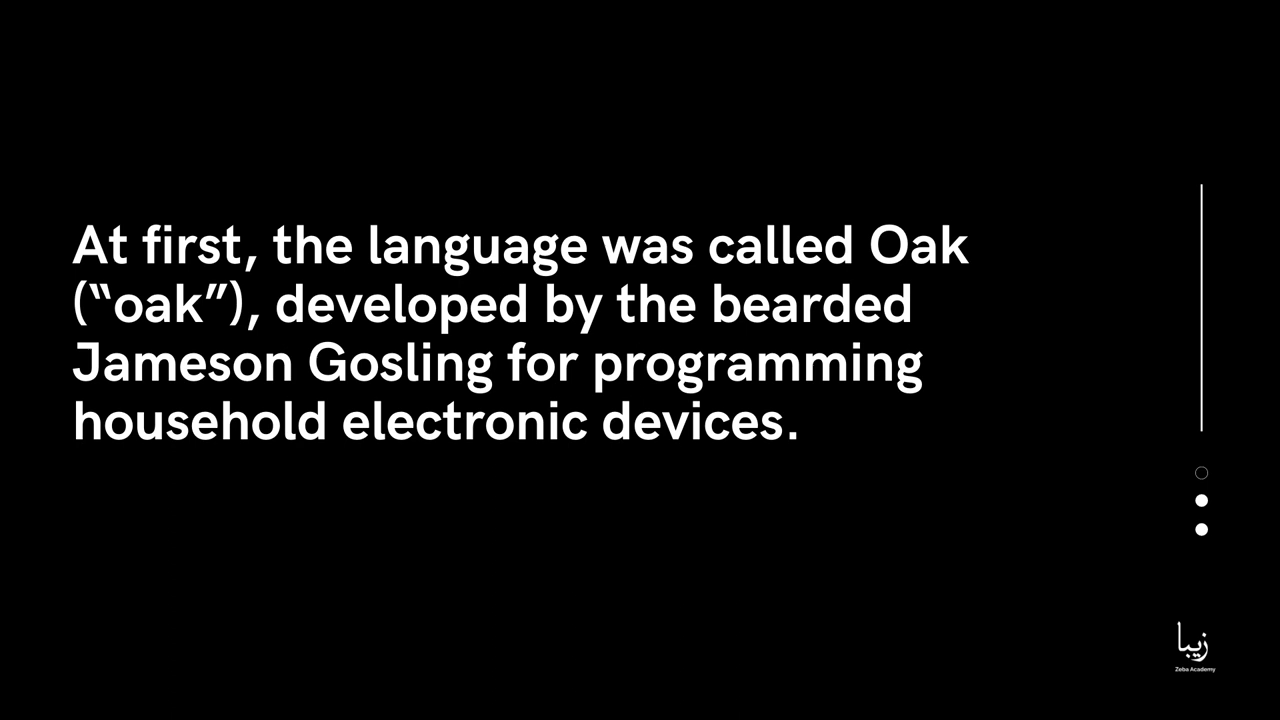 At first, the language was called Oak
(“oak”), developed by the bearded
Jameson Gosling for programming
household electronic devices.
زیبا
Zeba Academy